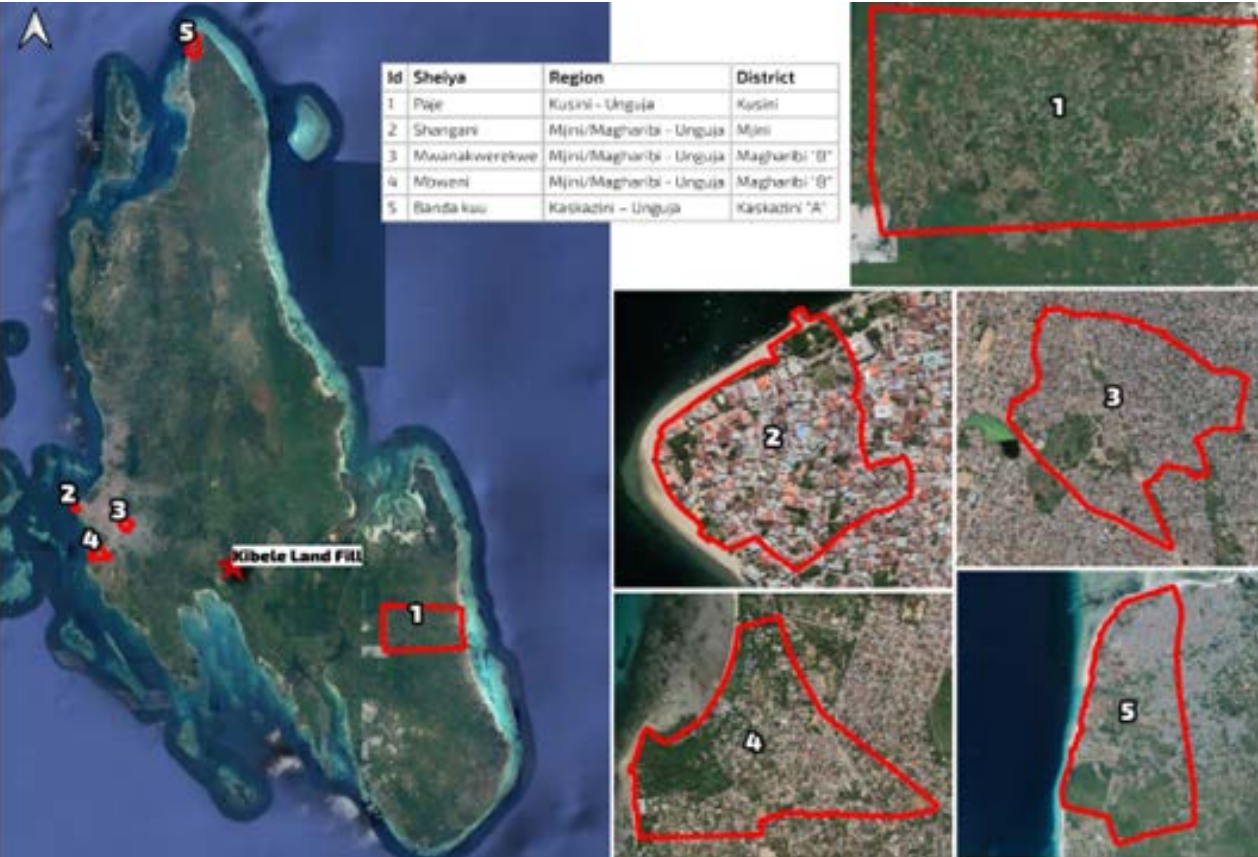 5
Id Sheiya Region District
1 Paje Kusini - Unguja Kusini
2 Shangani Mjini/Magharibi - Unguja Mjini
3 Mwanakwerekwe Mjini/Magharibi - Unguja Magharibi "B"
4 Mbweni Mjini/Magharibi - Unguja Magharibi "B"
5 Banda kuu Kaskazini – Unguja Kaskazini "A"
1
2
3
2
3
4
Kibele Land Fill
1
4
5